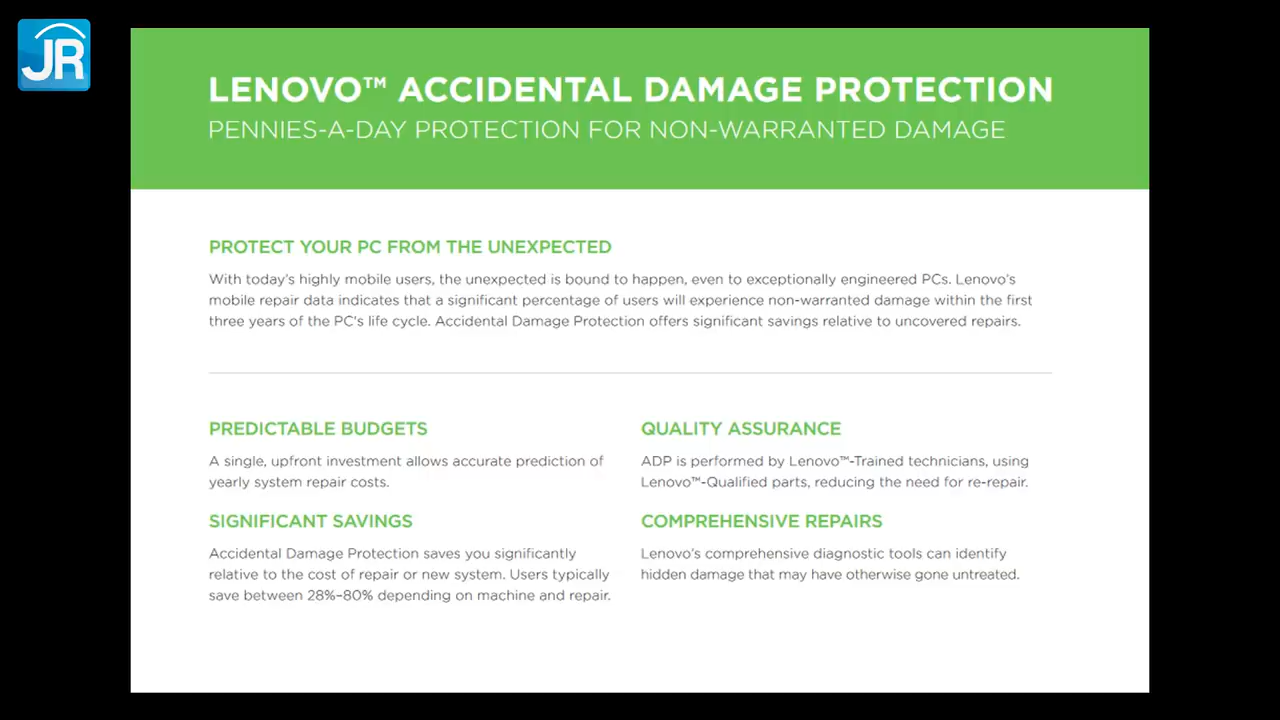 JR
LENOVO™ ACCIDENTAL DAMAGE PROTECTION
PENNIES-A-DAY PROTECTION FOR NON-WARRANTED DAMAGE
PROTECT YOUR PC FROM THE UNEXPECTED
With today's highly mobile users, the unexpected is bound to happen, even to exceptionally engineered PCs. Lenovo's
mobile repair data indicates that a significant percentage of users will experience non-warranted damage within the first
three years of the PC's life cycle. Accidental Damage Protection offers significant savings relative to uncovered repairs.
PREDICTABLE BUDGETS
A single, upfront investment allows accurate prediction of
yearly system repair costs.
SIGNIFICANT SAVINGS
Accidental Damage Protection saves you significantly
relative to the cost of repair or new system. Users typically
save between 28%–80% depending on machine and repair.
QUALITY ASSURANCE
ADP is performed by Lenovo™-Trained technicians, using
Lenovo™-Qualified parts, reducing the need for re-repair.
COMPREHENSIVE REPAIRS
Lenovo's comprehensive diagnostic tools can identify
hidden damage that may have otherwise gone untreated.